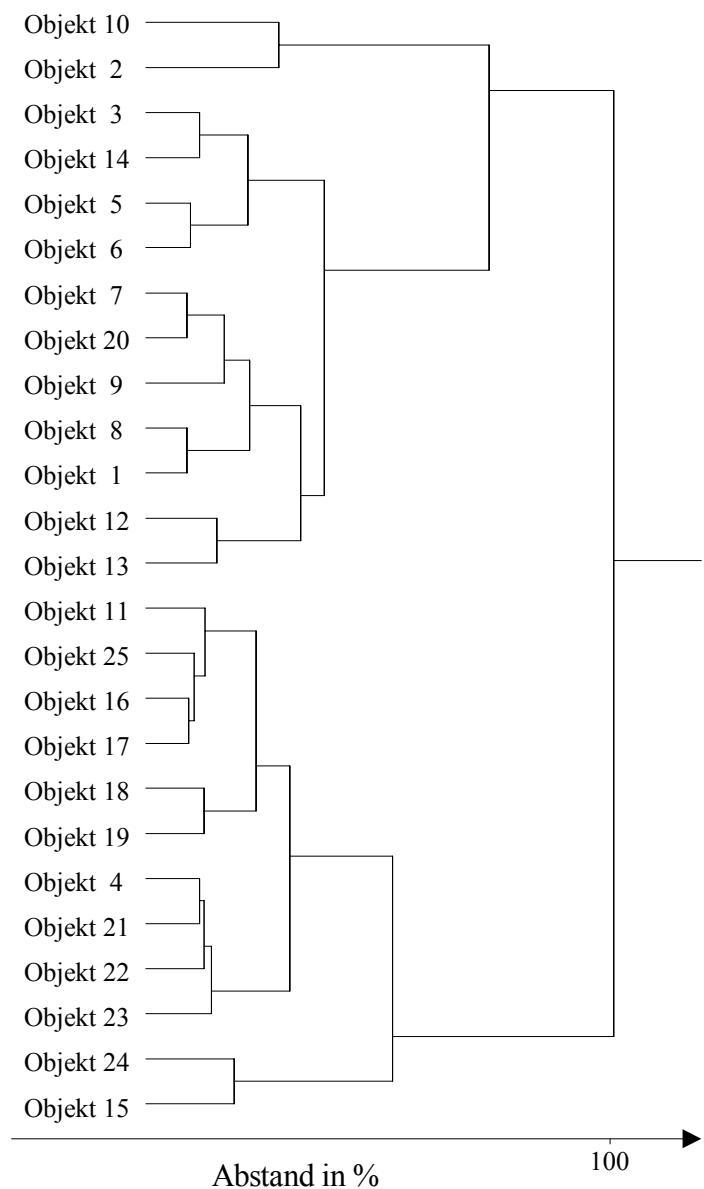 Objekt 10
Objekt 2
Objekt 3
Objekt 14
Objekt 5
Objekt 6
Objekt 7
Objekt 20
Objekt 9
Objekt 8
Objekt 1
Objekt 12
Objekt 13
Objekt 11
Objekt 25
Objekt 16
Objekt 17
Objekt 18
Objekt 19
Objekt 4
Objekt 21
Objekt 22
Objekt 23
Objekt 24
Objekt 15
100
Abstand in %